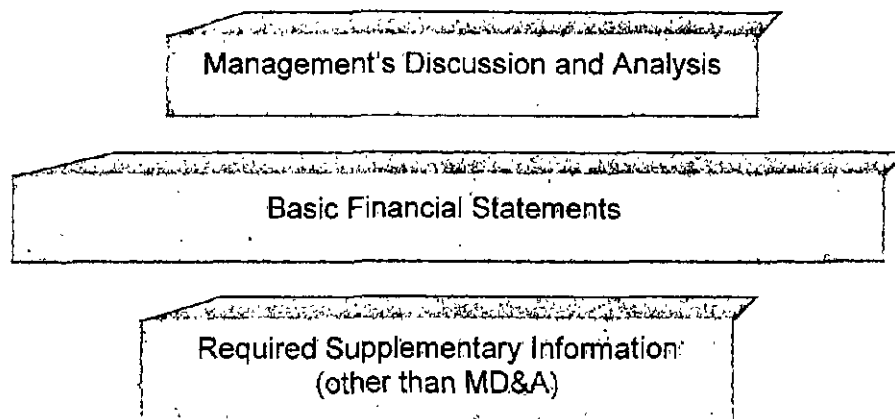 Management's Discussion and Analysis
Basic Financial Statements
Required Supplementary Information
(other than MD&A)